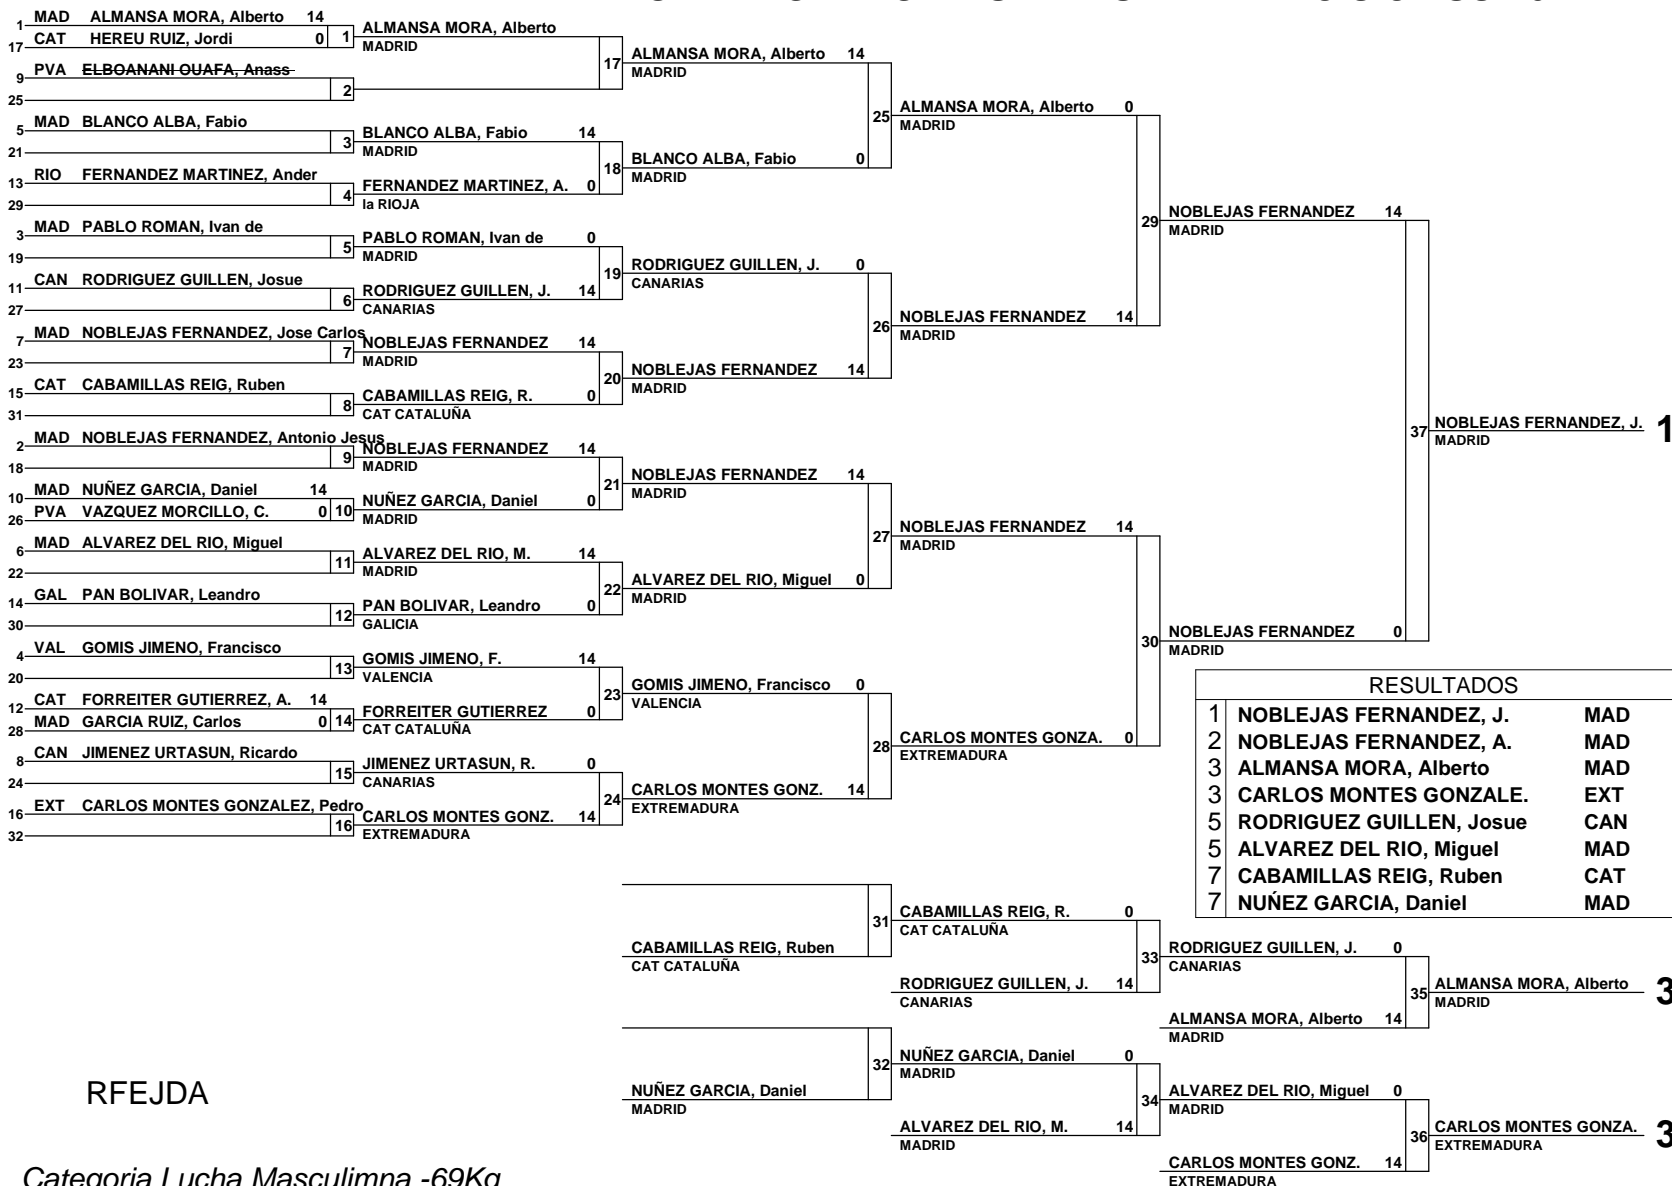 1 MAD ALMANSA MORA, Alberto 14
17 CAT HEREU RUIZ, Jordi 0 1
9 PVA ELBOANANI OUAFA, Anass
25 2
5 MAD BLANCO ALBA, Fabio
21 3
13 RIO FERNANDEZ MARTINEZ, Ander
29 4
3 MAD PABLO ROMAN, Ivan de
19 5
11 CAN RODRIGUEZ GUILLEN, Josue
27 6
7 MAD NOBLEJAS FERNANDEZ, Jose Carlos
23 7
15 CAT CABAMILLAS REIG, Ruben
31 8
2 MAD NOBLEJAS FERNANDEZ, Antonio Jesus
18 9
10 MAD NUÑEZ GARCIA, Daniel 14
26 PVA VAZQUEZ MORCILLO, C. 0 10
6 MAD ALVAREZ DEL RIO, Miguel
22 11
14 GAL PAN BOLIVAR, Leandro
30 12
4 VAL GOMIS JIMENO, Francisco
20 13
12 CAT FORREITER GUTIERREZ, A. 14
28 MAD GARCIA RUIZ, Carlos 0 14
8 CAN JIMENEZ URTASUN, Ricardo
24 15
16 EXT CARLOS MONTES GONZALEZ, Pedro
32 16
ALMANSA MORA, Alberto
MADRID
17
BLANCO ALBA, Fabio 14
MADRID
18
FERNANDEZ MARTINEZ, A. 0
la RIOJA
PABLO ROMAN, Ivan de 0
MADRID
19
RODRIGUEZ GUILLEN, J. 14
CANARIAS
NOBLEJAS FERNANDEZ 14
MADRID
20
CABAMILLAS REIG, R. 0
CAT CATALUÑA
NOBLEJAS FERNANDEZ 14
MADRID
21
NUÑEZ GARCIA, Daniel 0
MADRID
ALVAREZ DEL RIO, M. 14
MADRID
22
PAN BOLIVAR, Leandro 0
GALICIA
GOMIS JIMENO, F. 14
VALENCIA
23
FORREITER GUTIERREZ 0
CAT CATALUÑA
JIMENEZ URTASUN, R. 0
CANARIAS
24
CARLOS MONTES GONZ. 14
EXTREMADURA
ALMANSA MORA, Alberto 14
MADRID
25
BLANCO ALBA, Fabio 0
MADRID
RODRIGUEZ GUILLEN, J. 0
CANARIAS
26
NOBLEJAS FERNANDEZ 14
MADRID
NOBLEJAS FERNANDEZ 14
MADRID
27
ALVAREZ DEL RIO, Miguel 0
MADRID
GOMIS JIMENO, Francisco 0
VALENCIA
28
CARLOS MONTES GONZ. 14
EXTREMADURA
ALMANSA MORA, Alberto 0
MADRID
29
NOBLEJAS FERNANDEZ 14
MADRID
NOBLEJAS FERNANDEZ 14
MADRID
30
CARLOS MONTES GONZA. 0
EXTREMADURA
NOBLEJAS FERNANDEZ 14
MADRID
37
NOBLEJAS FERNANDEZ 0
MADRID
NOBLEJAS FERNANDEZ, J. 1
MADRID
RESULTADOS
1 NOBLEJAS FERNANDEZ, J. MAD
2 NOBLEJAS FERNANDEZ, A. MAD
3 ALMANSA MORA, Alberto MAD
3 CARLOS MONTES GONZALE. EXT
5 RODRIGUEZ GUILLEN, Josue CAN
5 ALVAREZ DEL RIO, Miguel MAD
7 CABAMILLAS REIG, Ruben CAT
7 NUŃEZ GARCIA, Daniel MAD
31
CABAMILLAS REIG, Ruben
CAT CATALUÑA
CABAMILLAS REIG, R. 0
CAT CATALUÑA
33
RODRIGUEZ GUILLEN, J. 14
CANARIAS
RODRIGUEZ GUILLEN, J. 0
CANARIAS
35
ALMANSA MORA, Alberto 14
MADRID
ALMANSA MORA, Alberto 3
MADRID
32
NUÑEZ GARCIA, Daniel
MADRID
NUÑEZ GARCIA, Daniel 0
MADRID
34
ALVAREZ DEL RIO, M. 14
MADRID
ALVAREZ DEL RIO, Miguel 0
MADRID
36
CARLOS MONTES GONZ. 14
EXTREMADURA
CARLOS MONTES GONZA. 3
EXTREMADURA
RFEJDA
Categoria Lucha Masculimna -69Kg